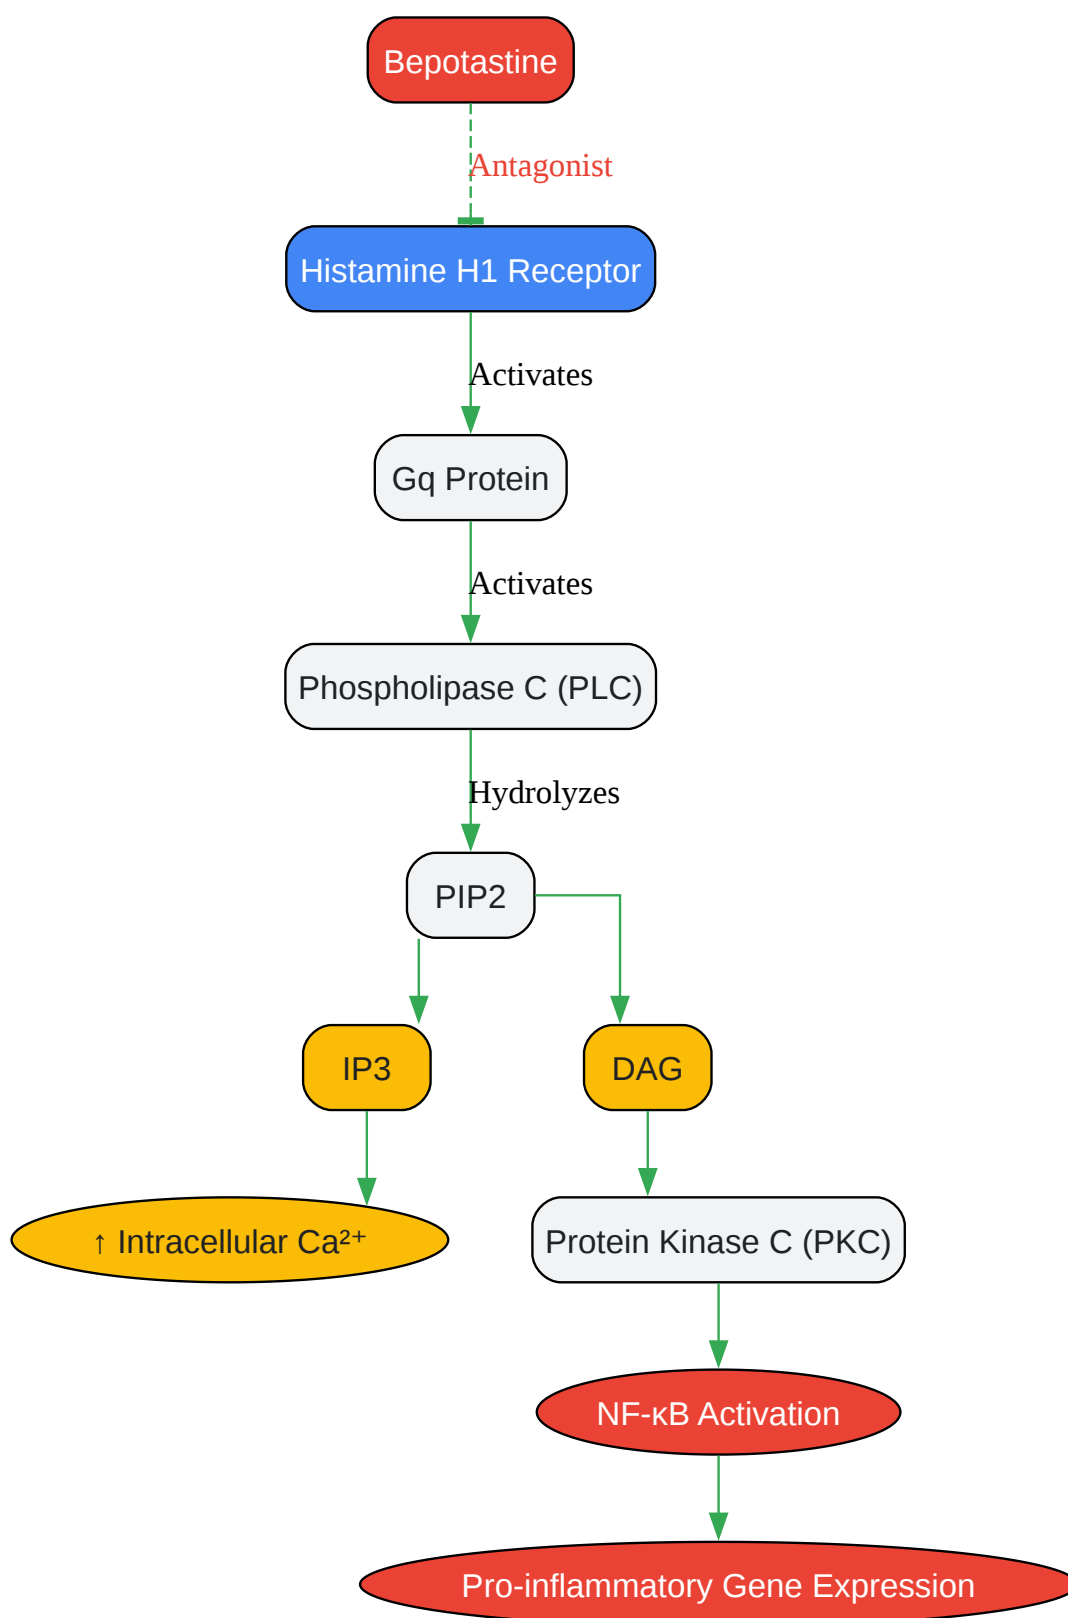 Bepotastine
Antagonist
Histamine H1 Receptor
Activates
Gq Protein
Activates
Phospholipase C (PLC)
Hydrolyzes
PIP2
IP3
DAG
↑ Intracellular Ca²⁺
Protein Kinase C (PKC)
NF-κB Activation
Pro-inflammatory Gene Expression